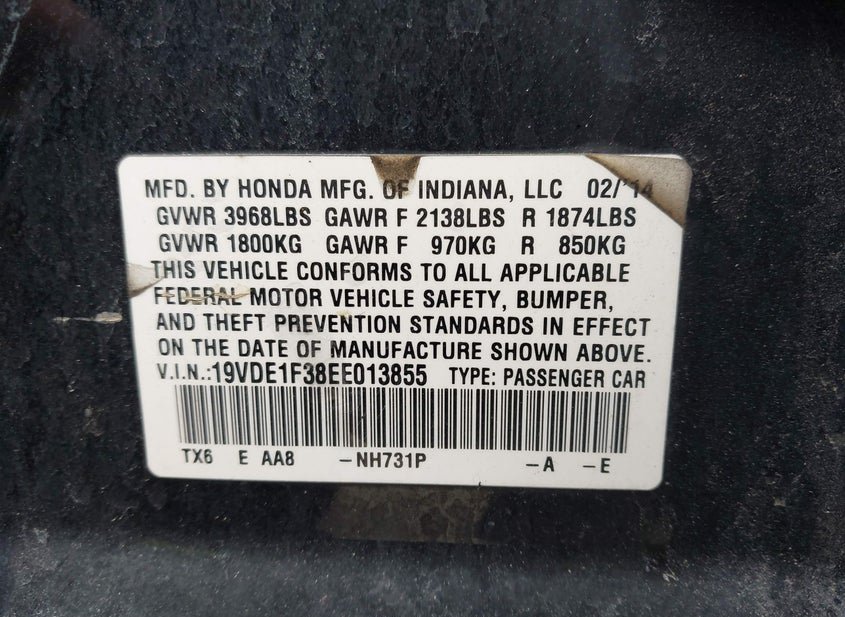 MFD. BY HONDA MFG. OF INDIANA, LLC 02/'14
GVWR 3968LBS GAWR F 2138LBS R 1874LBS
GVWR 1800KG GAWR F 970KG R 850KG
THIS VEHICLE CONFORMS TO ALL APPLICABLE
FEDERAL MOTOR VEHICLE SAFETY, BUMPER,
AND THEFT PREVENTION STANDARDS IN EFFECT
ON THE DATE OF MANUFACTURE SHOWN ABOVE.
V.I.N.:19VDE1F38EE013855 TYPE: PASSENGER CAR
TX6 E AA8 -NH731P -A -E